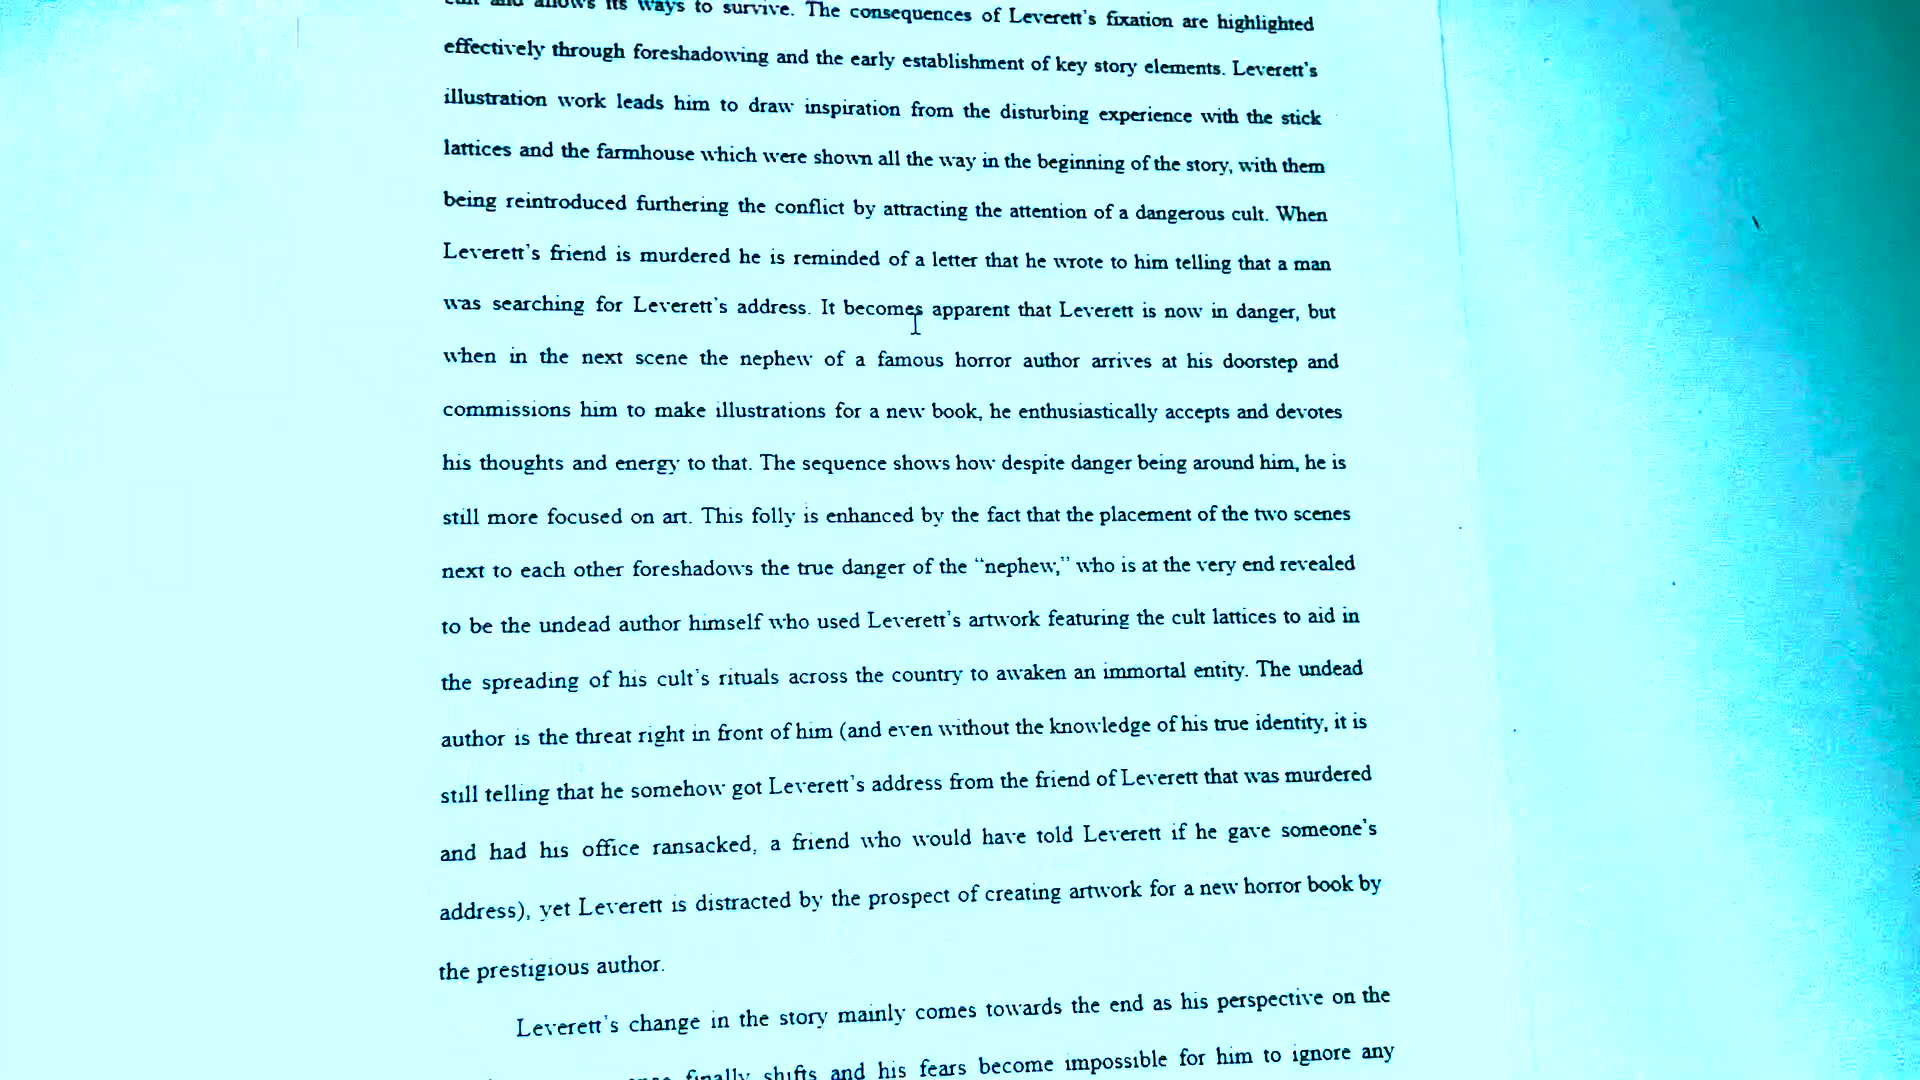 and allows its ways to survive. The consequences of Leverett's fixation are highlighted
effectively through foreshadowing and the early establishment of key story elements. Leverett's
illustration work leads him to draw inspiration from the disturbing experience with the stick
lattices and the farmhouse which were shown all the way in the beginning of the story, with them
being reintroduced furthering the conflict by attracting the attention of a dangerous cult. When
Leverett's friend is murdered he is reminded of a letter that he wrote to him telling that a man
was searching for Leverett's address. It becomes apparent that Leverett is now in danger, but
when in the next scene the nephew of a famous horror author arrives at his doorstep and
commissions him to make illustrations for a new book, he enthusiastically accepts and devotes
his thoughts and energy to that. The sequence shows how despite danger being around him, he is
still more focused on art. This folly is enhanced by the fact that the placement of the two scenes
next to each other foreshadows the true danger of the “nephew,” who is at the very end revealed
to be the undead author himself who used Leverett's artwork featuring the cult lattices to aid in
the spreading of his cult's rituals across the country to awaken an immortal entity. The undead
author is the threat right in front of him (and even without the knowledge of his true identity, it is
still telling that he somehow got Leverett's address from the friend of Leverett that was murdered
and had his office ransacked, a friend who would have told Leverett if he gave someone's
address), yet Leverett is distracted by the prospect of creating artwork for a new horror book by
the prestigious author.
Leverett's change in the story mainly comes towards the end as his perspective on the
finally shifts and his fears become impossible for him to ignore any